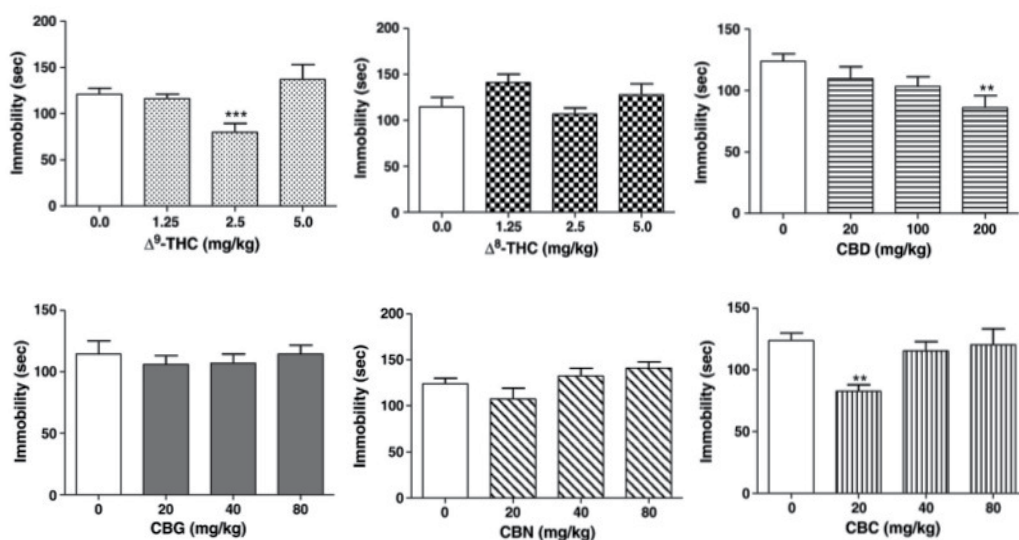 Immobility (sec)
200
150
100
50
0
***
0.0 1.25 2.5 5.0
Δ⁹-THC (mg/kg)
Immobility (sec)
200
150
100
50
0
0.0 1.25 2.5 5.0
Δ⁸-THC (mg/kg)
Immobility (sec)
150
100
50
0
**
0 20 100 200
CBD (mg/kg)
Immobility (sec)
150
100
50
0
0 20 40 80
CBG (mg/kg)
Immobility (sec)
200
150
100
50
0
0 20 40 80
CBN (mg/kg)
Immobility (sec)
150
100
50
0
**
0 20 40 80
CBC (mg/kg)